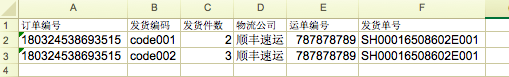 A B C D E F
1 订单编号 发货编码 发货件数 物流公司 运单编号 发货单号
2 180324538693515 code001 2 顺丰速运 787878789 SH00016508602E001
3 180324538693515 code002 3 顺丰速运 787878789 SH00016508602E001
4